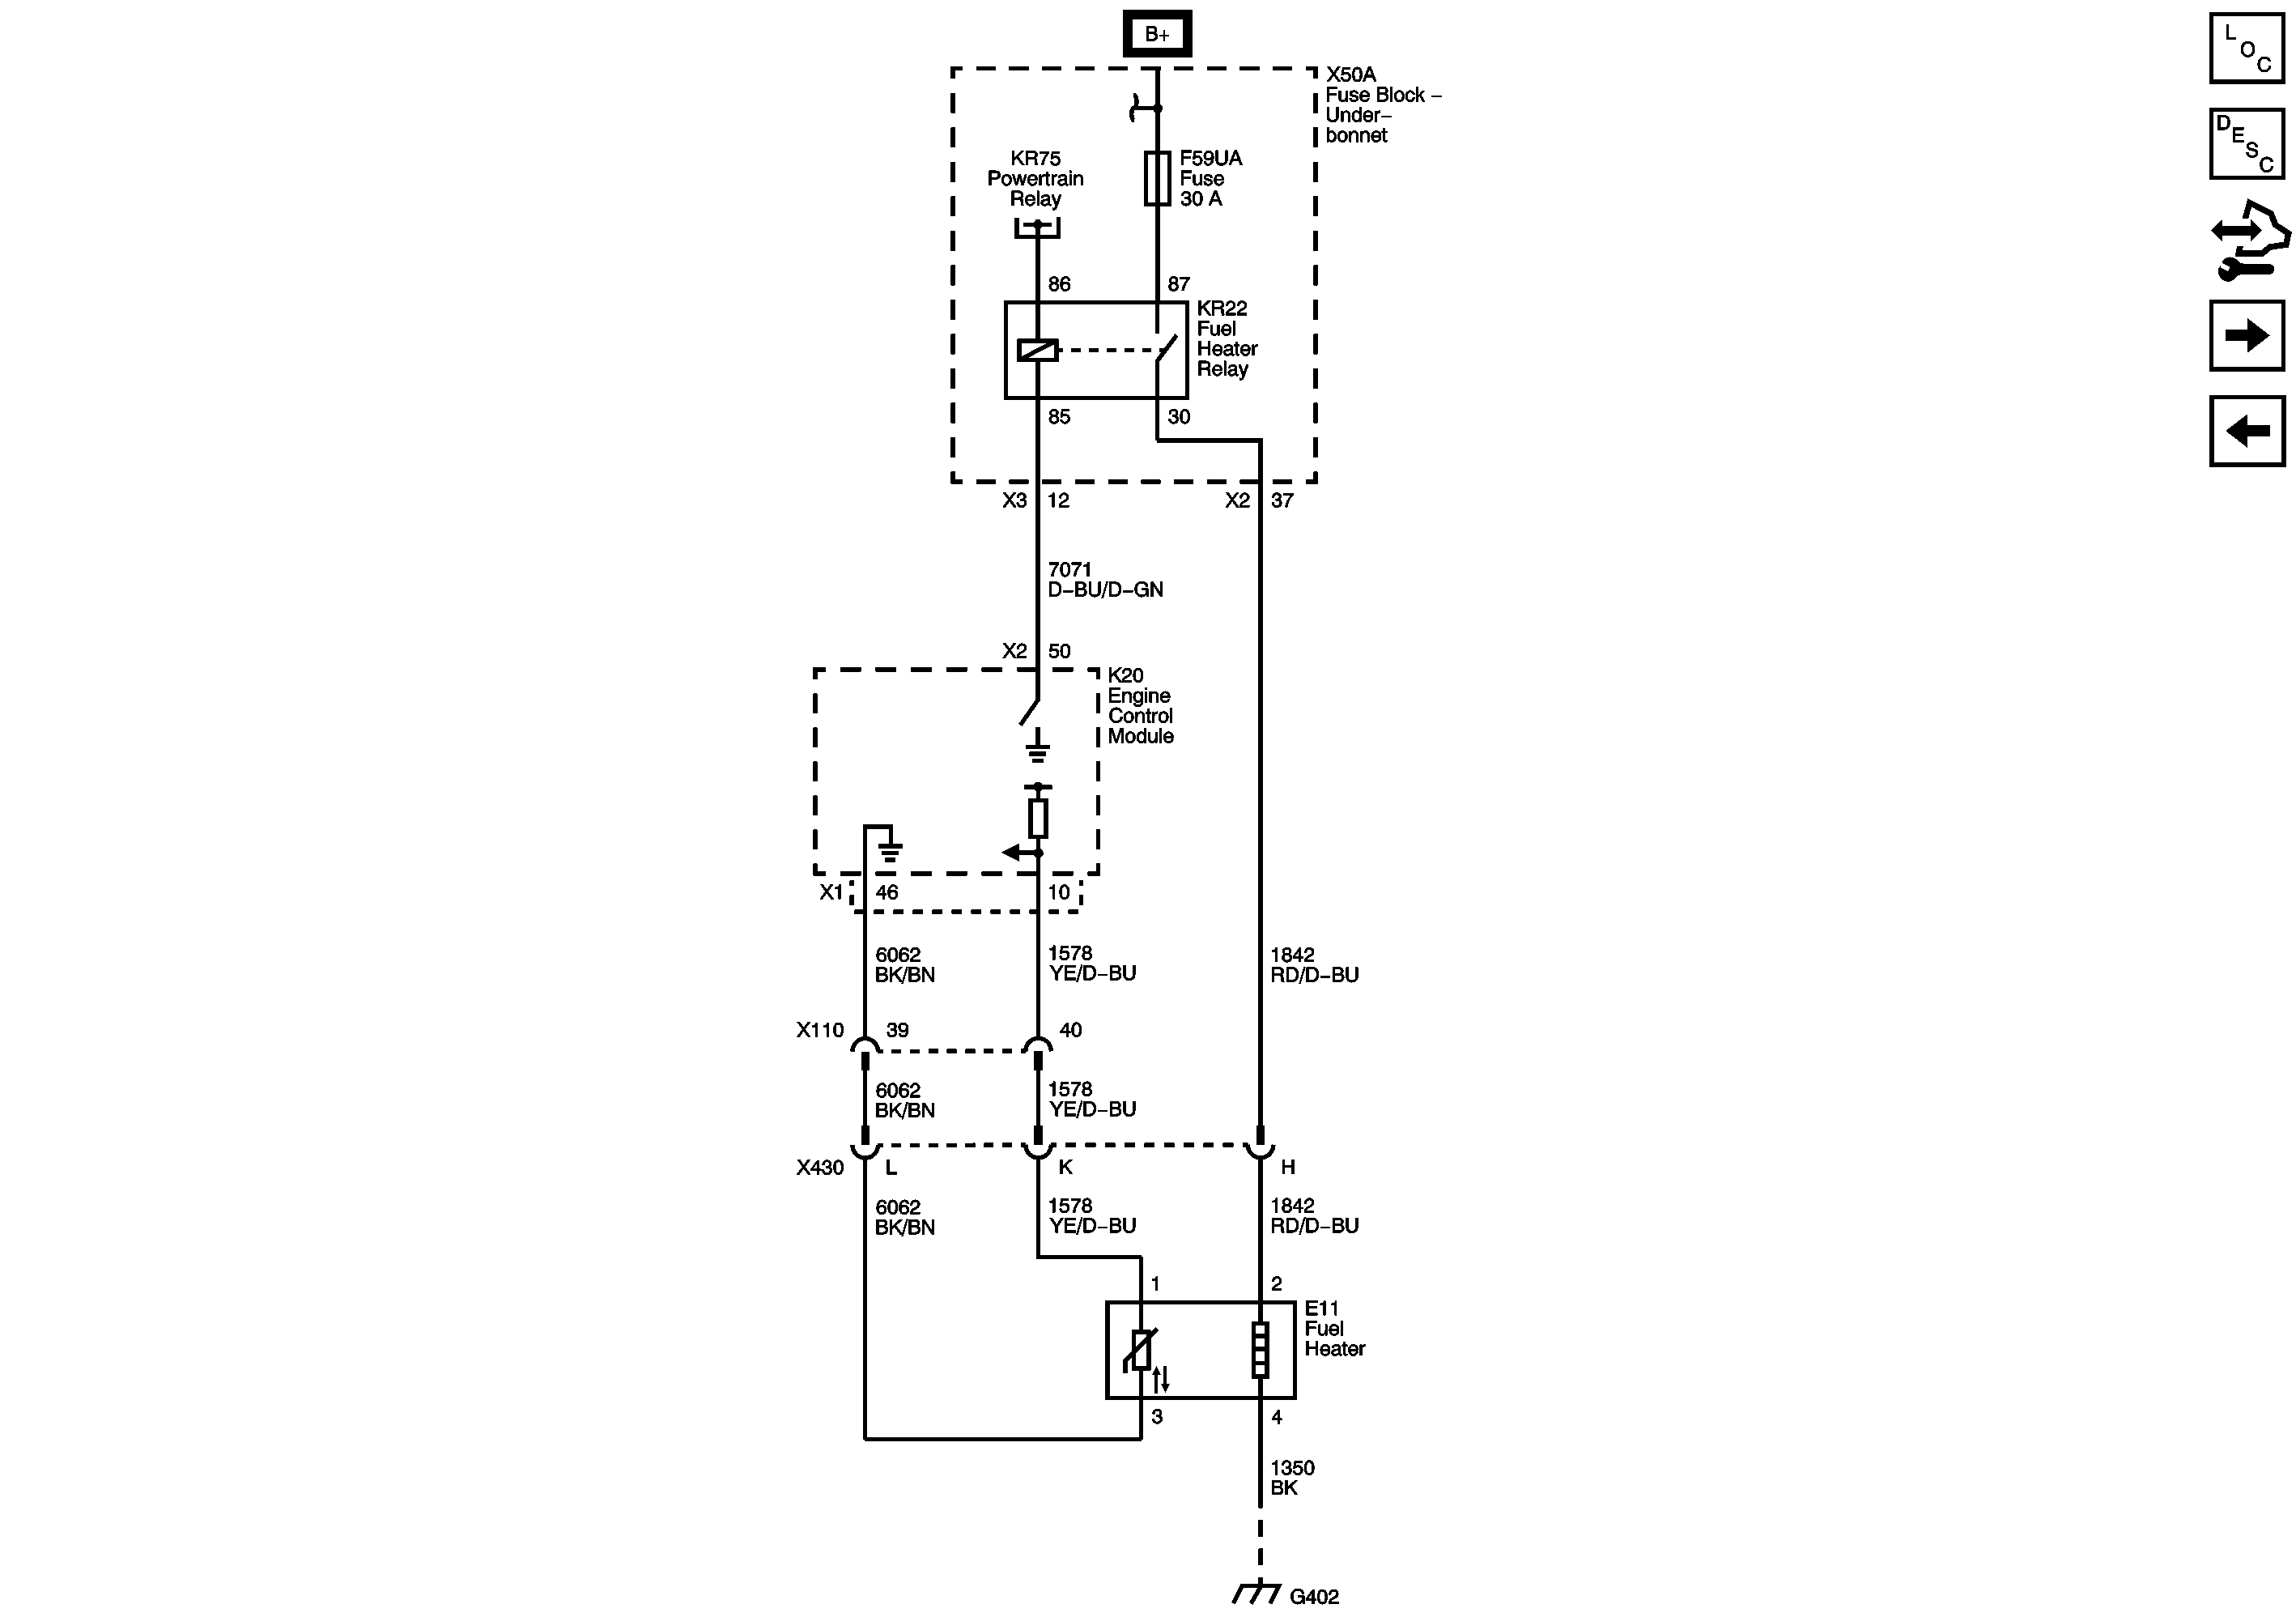 B+
X50A
Fuse Block –
Under–
bonnet
KR75
Powertrain
Relay
F59UA
Fuse
30 A
86
87
KR22
Fuel
Heater
Relay
85
30
X3
12
X2
37
7071
D–BU/D–GN
X2
50
K20
Engine
Control
Module
X1
46
10
6062
BK/BN
1578
YE/D–BU
1842
RD/D–BU
X110
39
40
6062
BK/BN
1578
YE/D–BU
X430
L
K
H
6062
BK/BN
1578
YE/D–BU
1842
RD/D–BU
1
2
E11
Fuel
Heater
3
4
1350
BK
G402
LOC
DESC